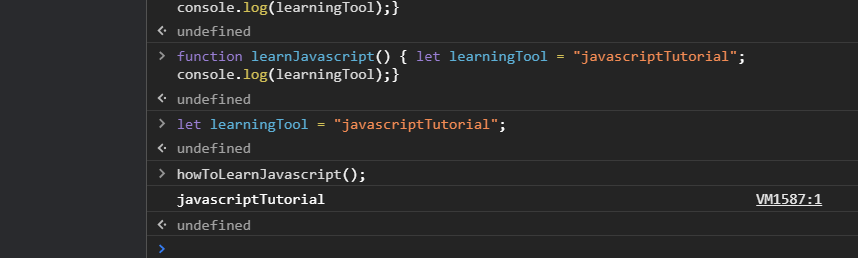 console.log(learningTool);}
undefined
function learnJavascript() { let learningTool = "javascriptTutorial";
console.log(learningTool);}
undefined
let learningTool = "javascriptTutorial";
undefined
howToLearnJavascript();
javascriptTutorial VM1587:1
undefined